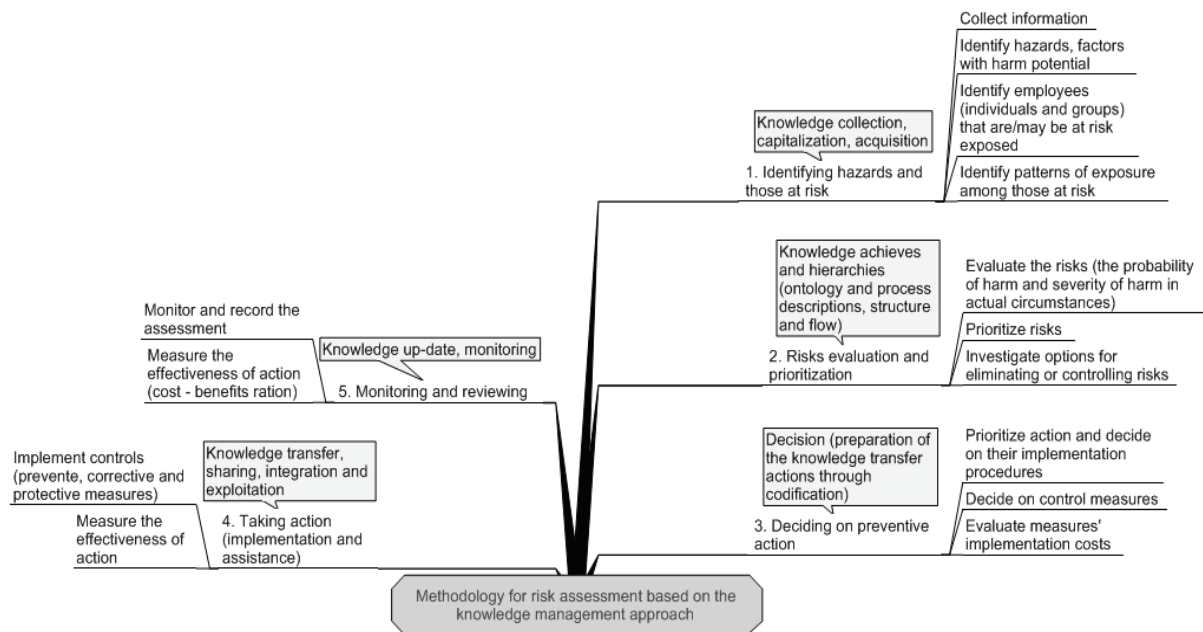 Collect information
Identify hazards, factors
with harm potential
Identify employees
(individuals and groups)
that are/may be at risk
exposed
Identify patterns of exposure
among those at risk
Knowledge collection,
capitalization, acquisition
1. Identifying hazards and
those at risk
Knowledge achieves
and hierarchies
(ontology and process
descriptions, structure
and flow)
2. Risks evaluation and
prioritization
Evaluate the risks (the probability
of harm and severity of harm in
actual circumstances)
Prioritize risks
Investigate options for
eliminating or controlling risks
Decision (preparation of
the knowledge transfer
actions through
codification)
3. Deciding on preventive
action
Prioritize action and decide
on their implementation
procedures
Decide on control measures
Evaluate measures'
implementation costs
Monitor and record the
assessment
Measure the
effectiveness of action
(cost - benefits ration)
Knowledge up-date, monitoring
5. Monitoring and reviewing
Implement controls
(prevente, corrective and
protective measures)
Measure the
effectiveness of
action
Knowledge transfer,
sharing, integration and
exploitation
4. Taking action
(implementation and
assistance)
Methodology for risk assessment based on the
knowledge management approach